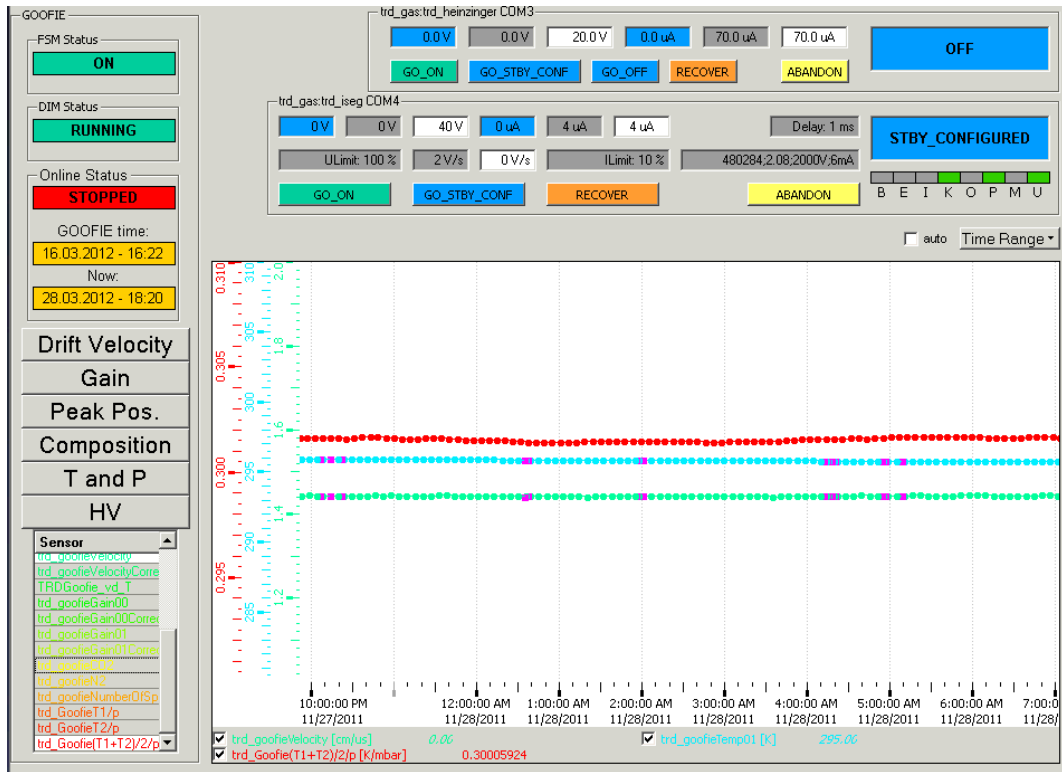 GOOFIE
FSM Status
ON
DIM Status
RUNNING
Online Status
STOPPED
GOOFIE time:
16.03.2012 - 16:22
Now:
28.03.2012 - 18:20
Drift Velocity
Gain
Peak Pos.
Composition
T and P
HV
Sensor
trd_goofieVelocity
trd_goofieVelocityCorre
TRDGoofie_vd_T
trd_goofieGain00
trd_goofieGain00Correc
trd_goofieGain01
trd_goofieGain01Correc
trd_goofieN2
trd_goofieNumberOfSp
trd_GoofieT1/p
trd_GoofieT2/p
trd_Goofie(T1+T2)/2/p
trd_gas:trd_heinzinger COM3
0.0 V 0.0 V 20.0 V 0.0 uA 70.0 uA 70.0 uA OFF
GO_ON GO_STBY_CONF GO_OFF RECOVER ABANDON
trd_gas:trd_iseg COM4
0 V 0 V 40 V 0 uA 4 uA 4 uA Delay: 1 ms STBY_CONFIGURED
ULimit: 100 % 2 V/s 0 V/s ILimit: 10 % 480284;2.08;2000V;6mA
GO_ON GO_STBY_CONF RECOVER ABANDON B E I K O P M U
auto Time Range
0.310 0.305 0.300 0.295
310 305 300 295 290 285
2.0 1.8 1.6 1.4 1.2
10:00:00 PM 12:00:00 AM 1:00:00 AM 2:00:00 AM 3:00:00 AM 4:00:00 AM 5:00:00 AM 6:00:00 AM 7:00:0
11/27/2011 11/28/2011 11/28/2011 11/28/2011 11/28/2011 11/28/2011 11/28/2011 11/28/2011 11/28/
trd_goofieVelocity [cm/us] 0.00 trd_goofieTemp01 [K] 295.00
trd_Goofie(T1+T2)/2/p [K/mbar] 0.30005924